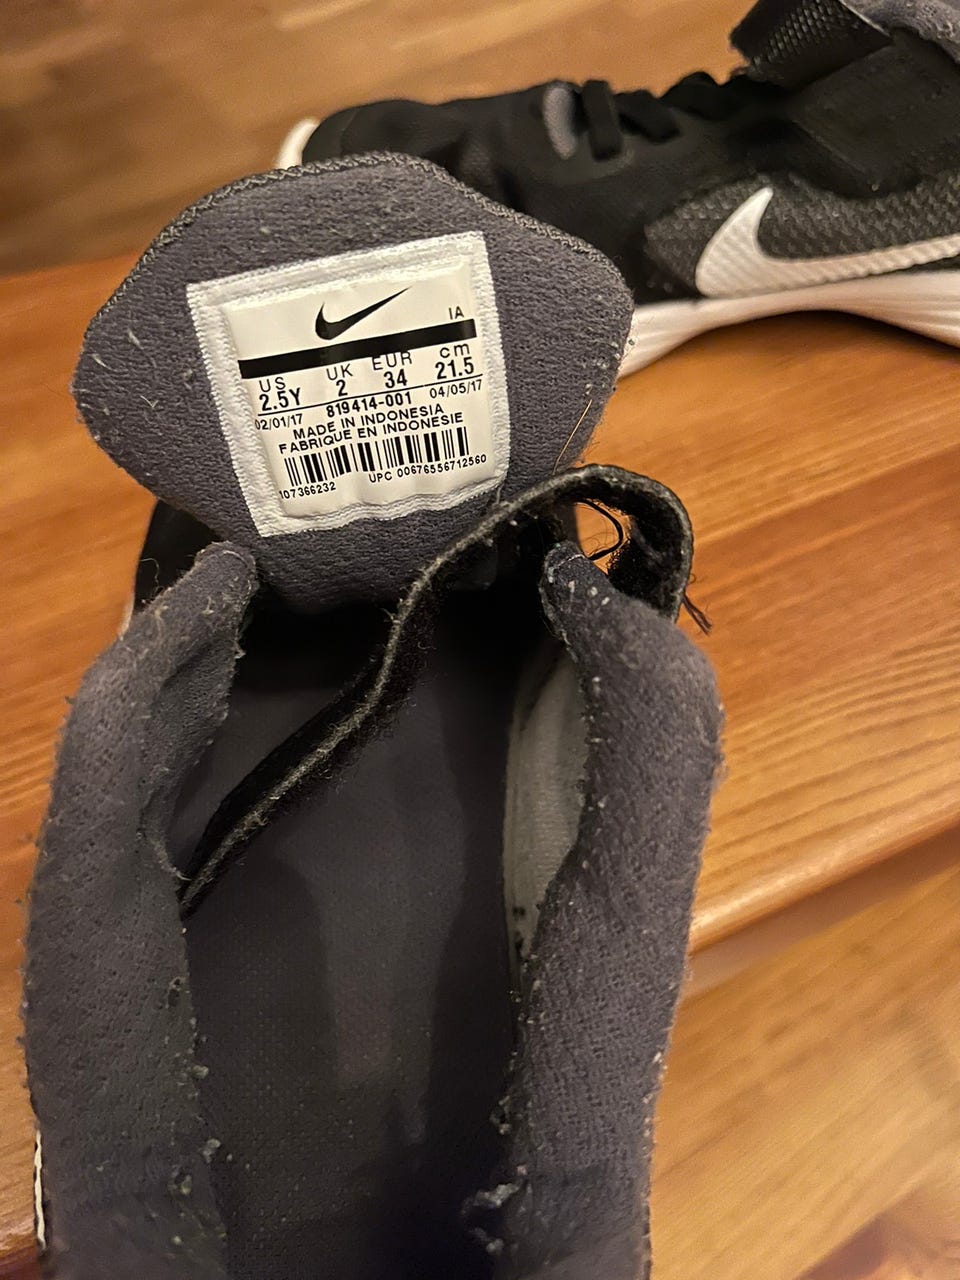 IA
US UK EUR cm
2.5Y 2 34 21.5
02/01/17 819414-001 04/05/17
MADE IN INDONESIA
FABRIQUE EN INDONESIE
107366232 UPC 00676556712560